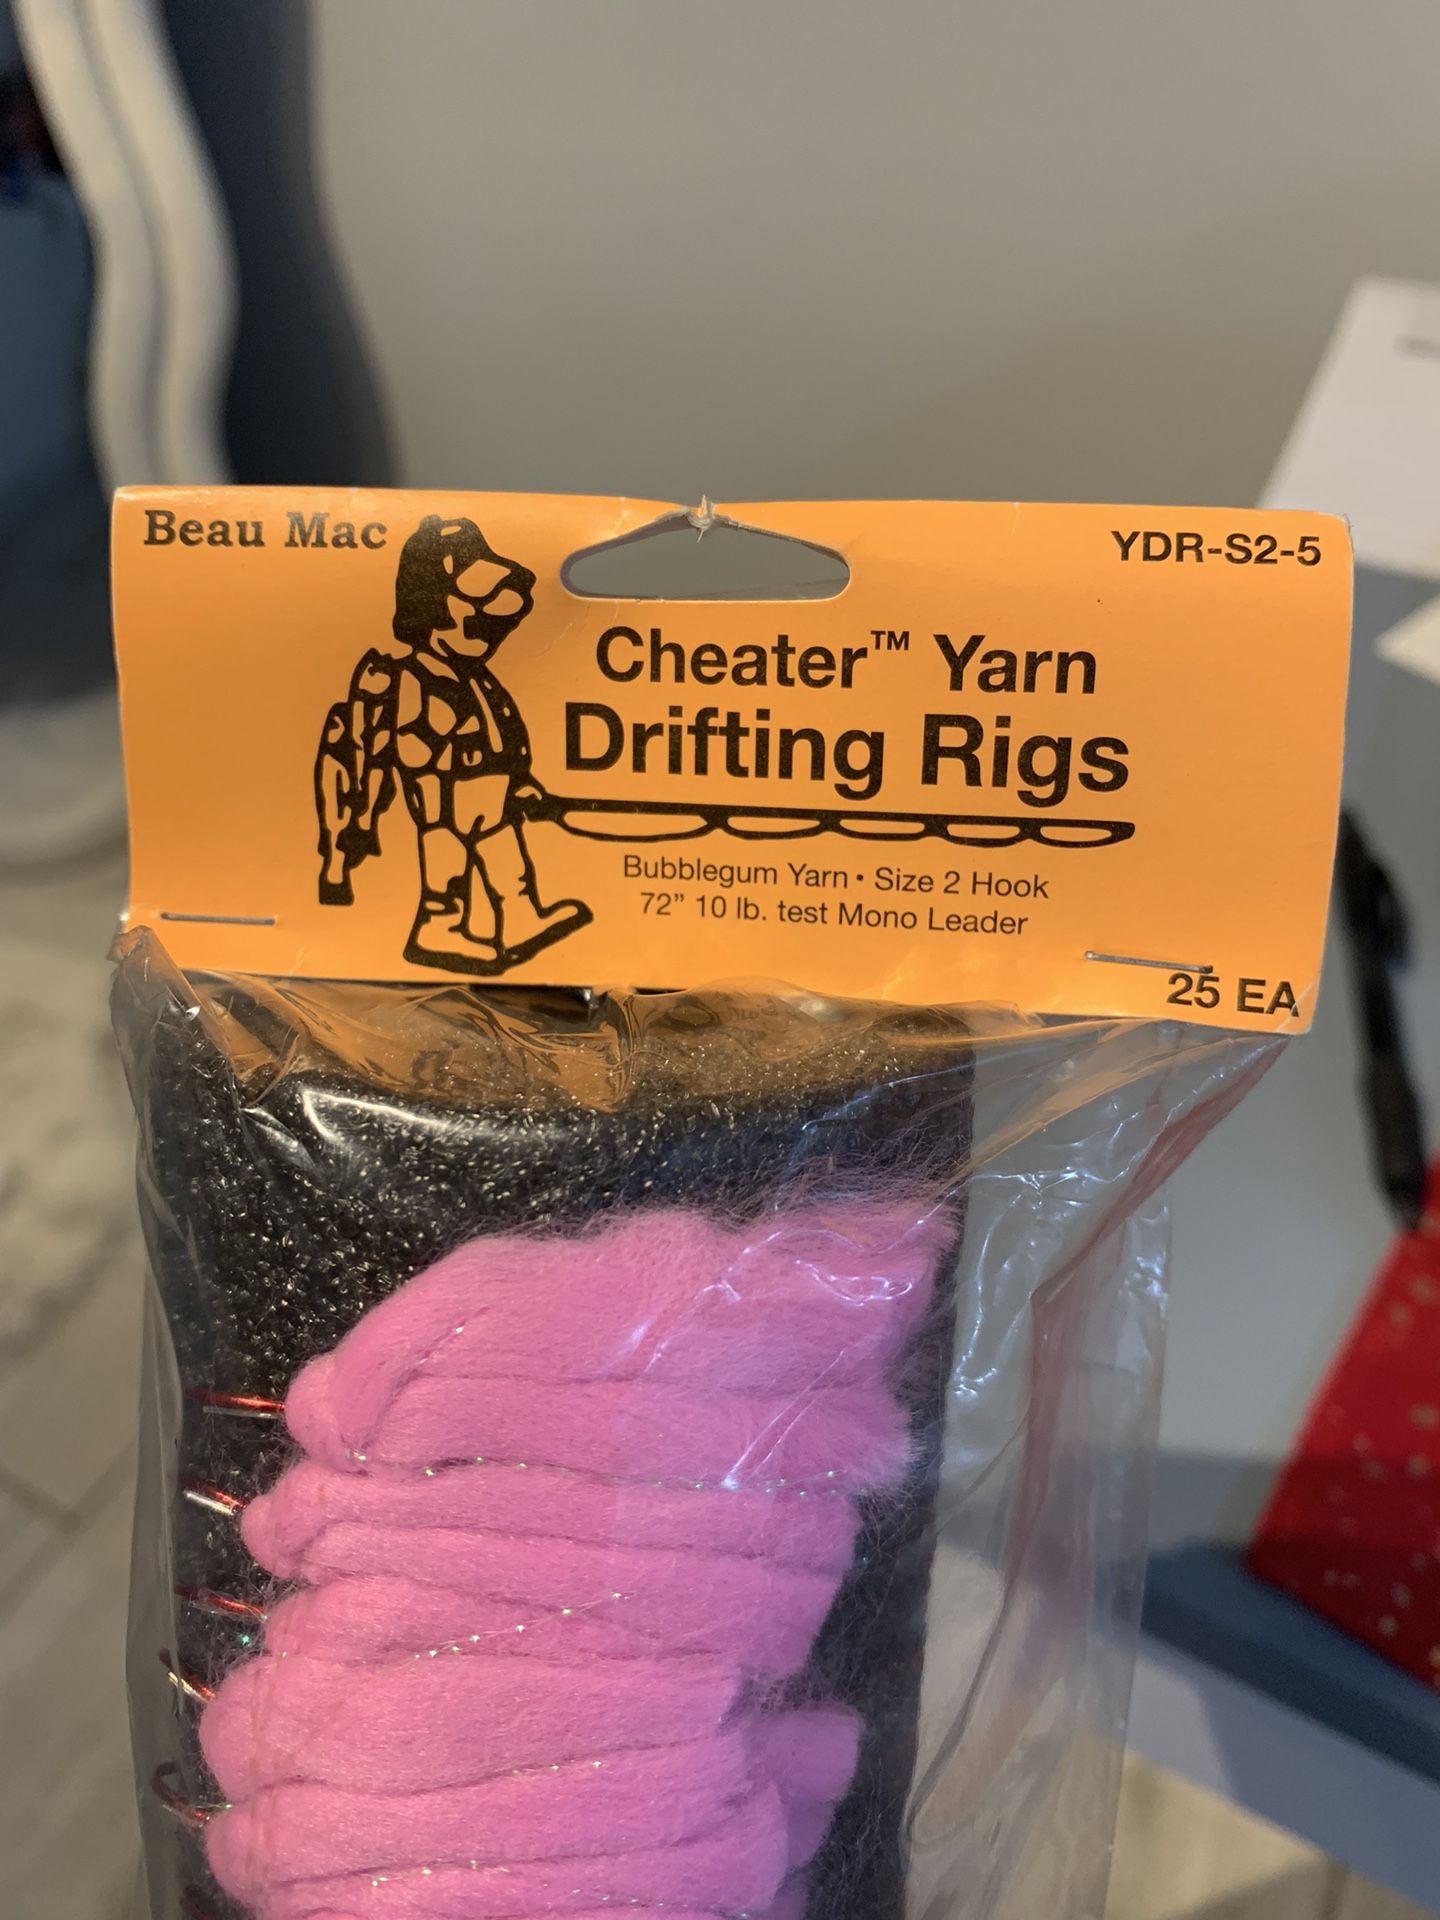 Beau Mac
YDR-S2-5
Cheater™ Yarn
Drifting Rigs
Bubblegum Yarn • Size 2 Hook
72” 10 lb. test Mono Leader
25 EA